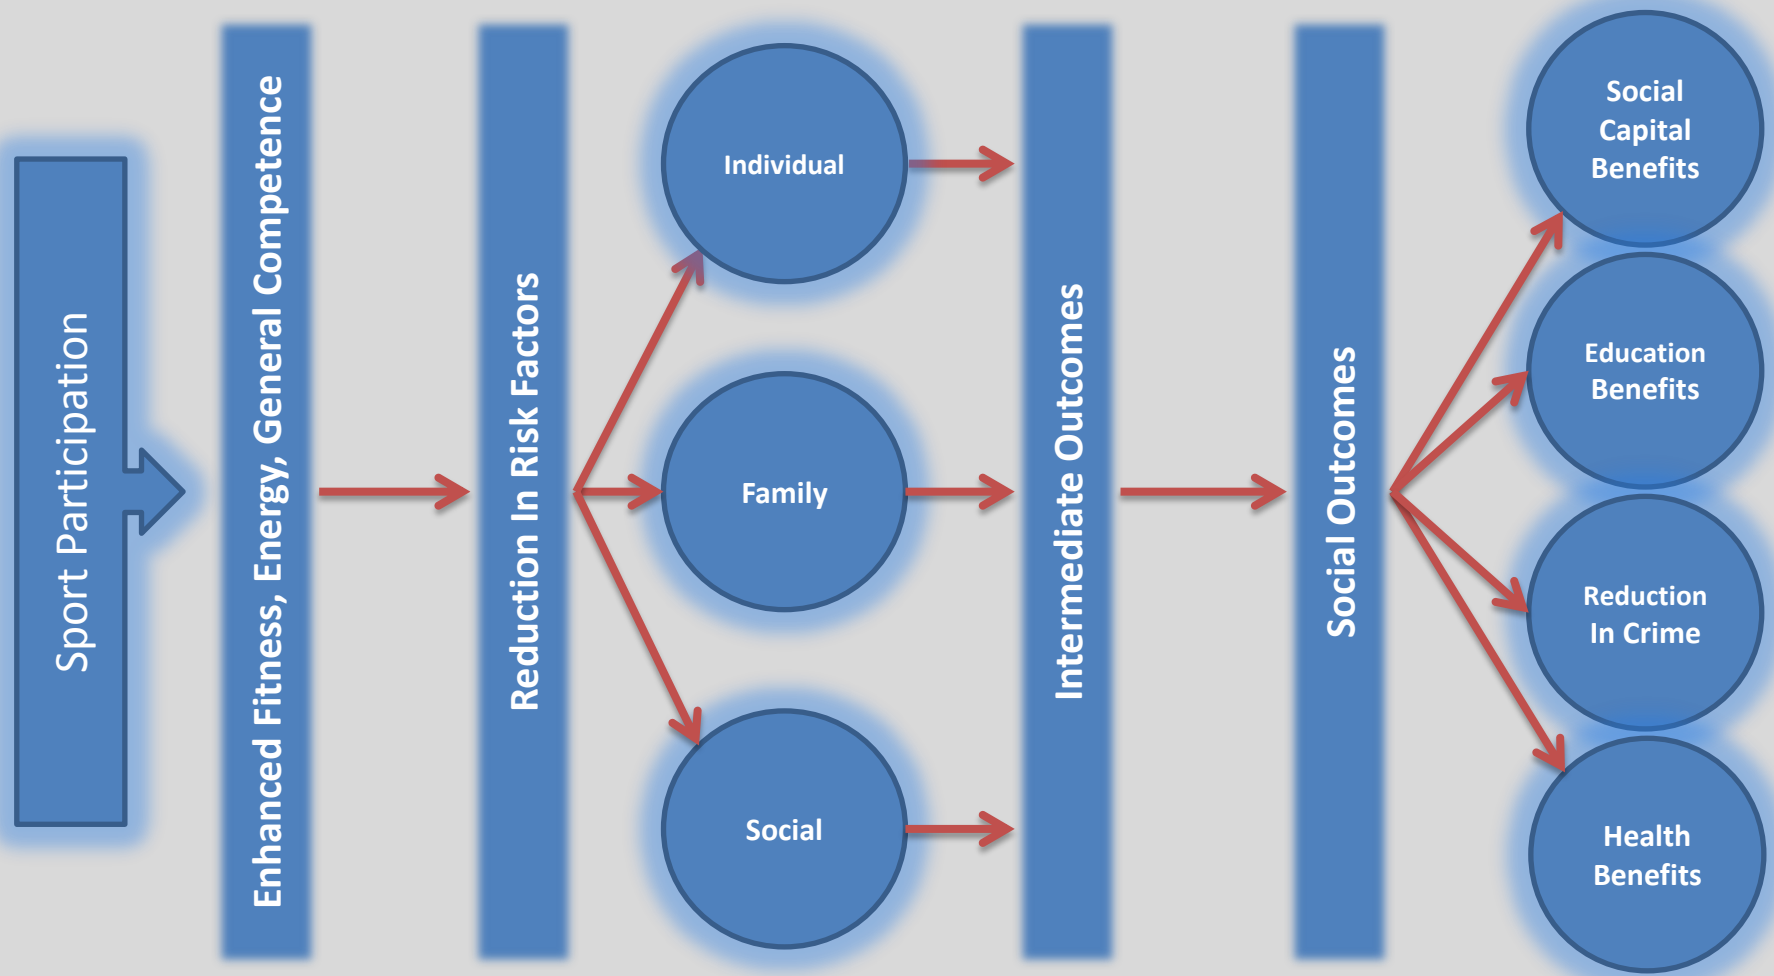 Sport Participation
Enhanced Fitness, Energy, General Competence
Reduction In Risk Factors
Individual
Family
Social
Intermediate Outcomes
Social Outcomes
Social
Capital
Benefits
Education
Benefits
Reduction
In Crime
Health
Benefits